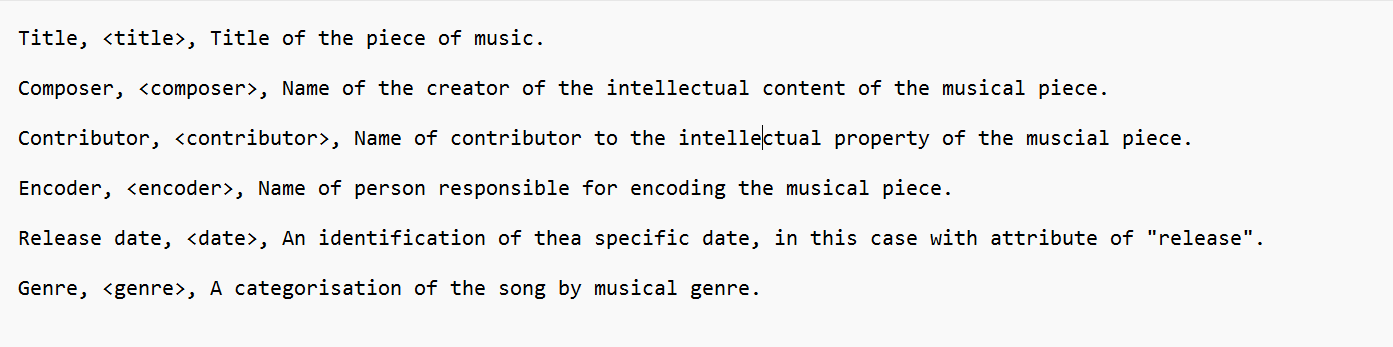 Title, <title>, Title of the piece of music.
Composer, <composer>, Name of the creator of the intellectual content of the musical piece.
Contributor, <contributor>, Name of contributor to the intellectual property of the muscial piece.
Encoder, <encoder>, Name of person responsible for encoding the musical piece.
Release date, <date>, An identification of thea specific date, in this case with attribute of "release".
Genre, <genre>, A categorisation of the song by musical genre.